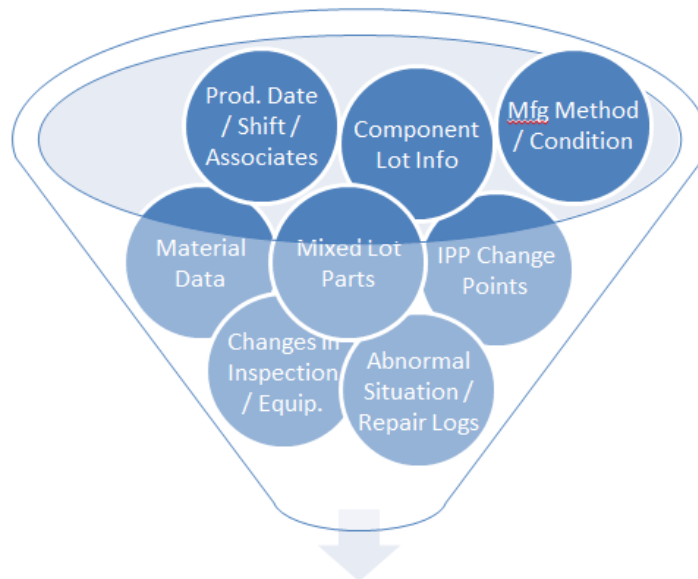 Prod. Date
/ Shift /
Associates
Component
Lot Info
Mfg Method
/ Condition
Material
Data
Mixed Lot
Parts
IPP Change
Points
Changes in
Inspection
/ Equip.
Abnormal
Situation /
Repair Logs